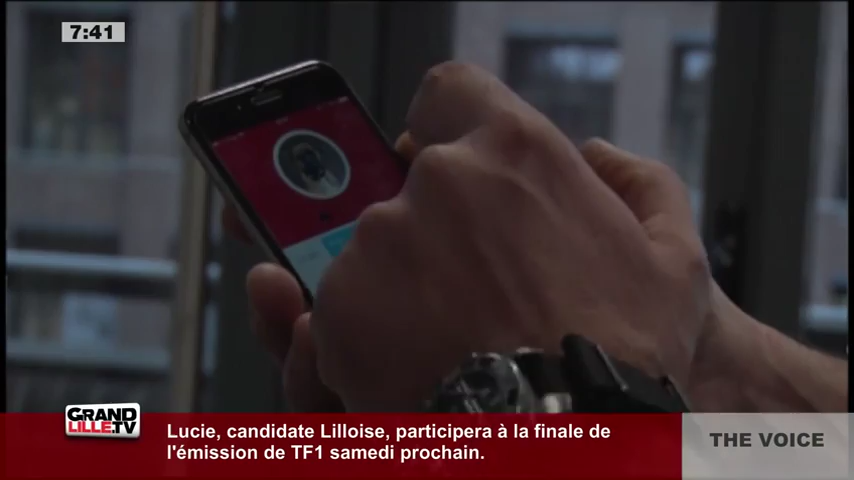 7:41
GRAND
LILLE.TV
Lucie, candidate Lilloise, participera à la finale de
l'émission de TF1 samedi prochain.
THE VOICE